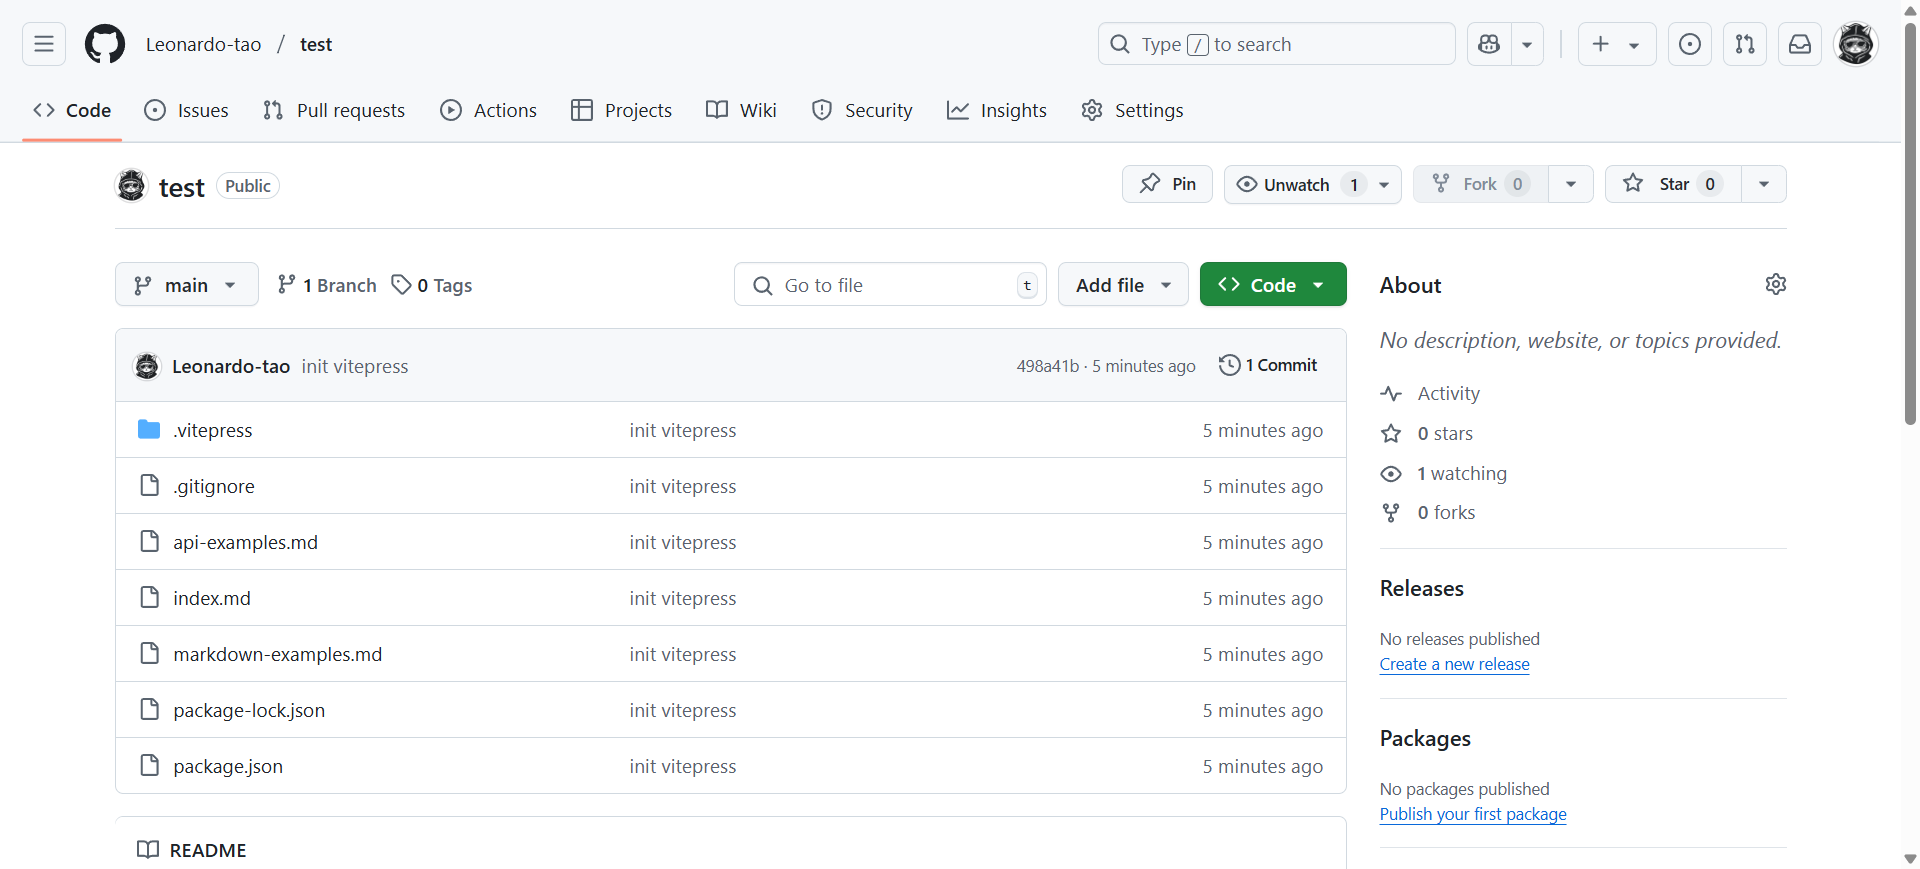 Leonardo-tao / test
Type / to search
Code Issues Pull requests Actions Projects Wiki Security Insights Settings
test Public
Pin Unwatch 1 Fork 0 Star 0
main 1 Branch 0 Tags Go to file t Add file Code
Leonardo-tao init vitepress 498a41b · 5 minutes ago 1 Commit
.vitepress init vitepress 5 minutes ago
.gitignore init vitepress 5 minutes ago
api-examples.md init vitepress 5 minutes ago
index.md init vitepress 5 minutes ago
markdown-examples.md init vitepress 5 minutes ago
package-lock.json init vitepress 5 minutes ago
package.json init vitepress 5 minutes ago
README
About
No description, website, or topics provided.
Activity
0 stars
1 watching
0 forks
Releases
No releases published
Create a new release
Packages
No packages published
Publish your first package